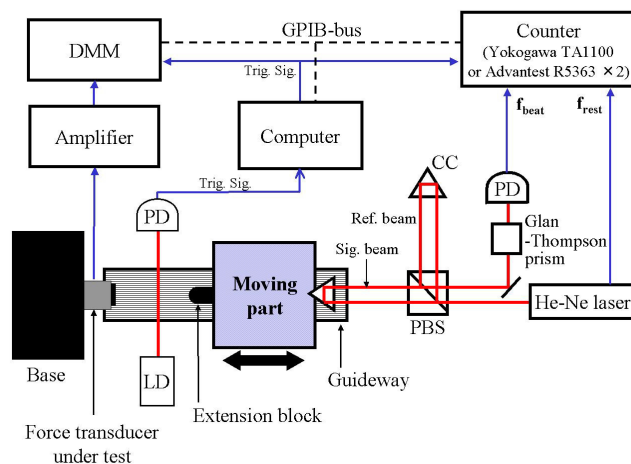 GPIB-bus
DMM
Counter
(Yokogawa TA1100
or Advantest R5363 ×2)
Trig. Sig.
f_beat
f_rest
Amplifier
Computer
CC
Trig. Sig.
PD
PD
Ref. beam
Glan
-Thompson
prism
Sig. beam
Moving
part
He-Ne laser
PBS
Base
LD
Guideway
Extension block
Force transducer
under test